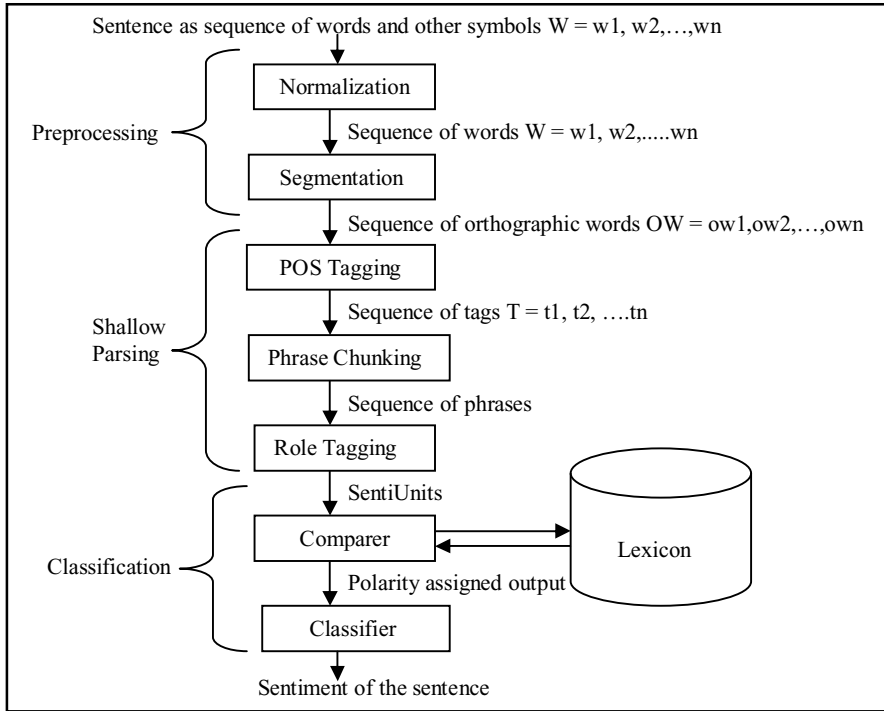 Sentence as sequence of words and other symbols W = w1, w2,…,wn
Normalization
Preprocessing
Sequence of words W = w1, w2,.....wn
Segmentation
Sequence of orthographic words OW = ow1,ow2,…,own
POS Tagging
Sequence of tags T = t1, t2, ….tn
Shallow
Parsing
Phrase Chunking
Sequence of phrases
Role Tagging
SentiUnits
Comparer
Lexicon
Classification
Polarity assigned output
Classifier
Sentiment of the sentence